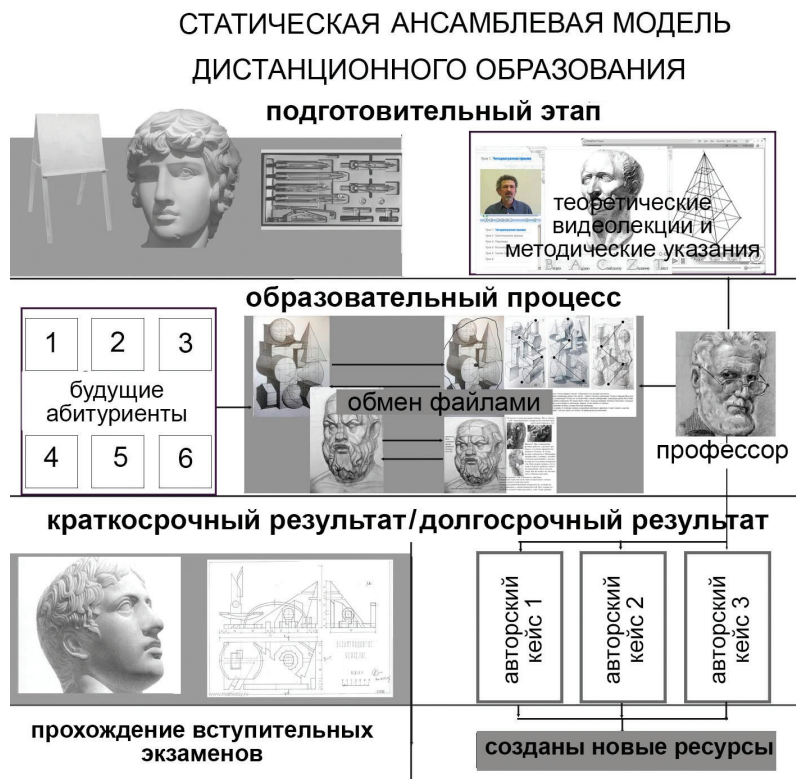 СТАТИЧЕСКАЯ АНСАМБЛЕВАЯ МОДЕЛЬ
ДИСТАНЦИОННОГО ОБРАЗОВАНИЯ
подготовительный этап
теоретические
видеолекции и
методические указания
образовательный процесс
1 2 3
будущие
абитуриенты
4 5 6
обмен файлами
профессор
краткосрочный результат/долгосрочный результат
авторский
кейс 1
авторский
кейс 2
авторский
кейс 3
прохождение вступительных
экзаменов
созданы новые ресурсы